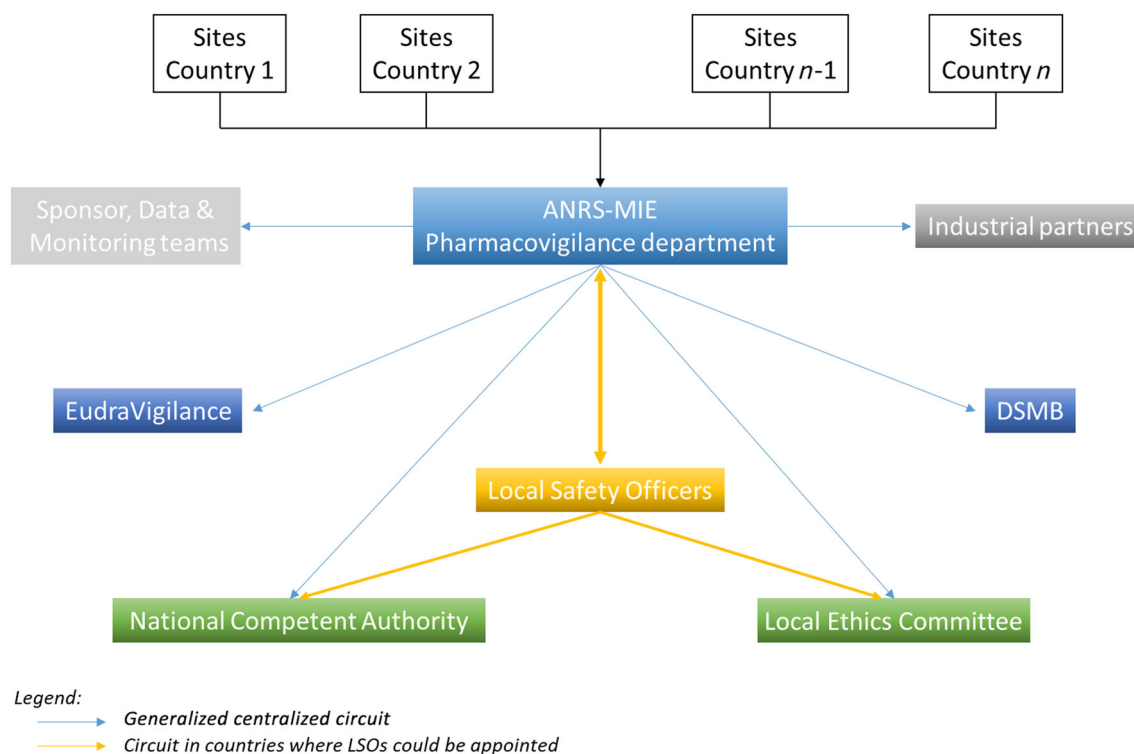 Sites
Country 1
Sites
Country 2
Sites
Country n-1
Sites
Country n
Sponsor, Data &
Monitoring teams
ANRS-MIE
Pharmacovigilance department
Industrial partners
EudraVigilance
DSMB
Local Safety Officers
National Competent Authority
Local Ethics Committee
Legend:
Generalized centralized circuit
Circuit in countries where LSOs could be appointed